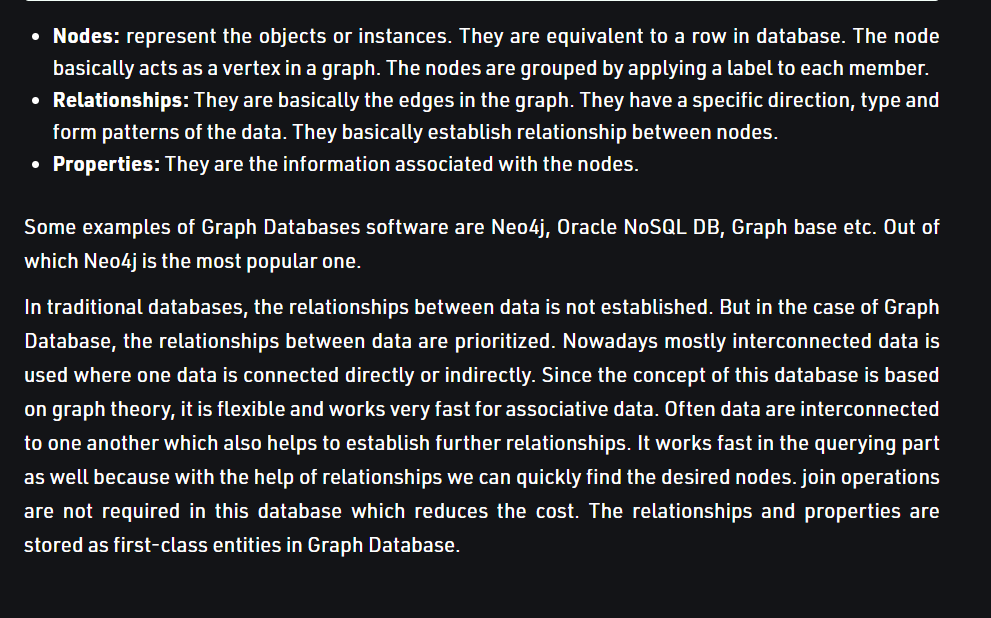 • Nodes: represent the objects or instances. They are equivalent to a row in database. The node
basically acts as a vertex in a graph. The nodes are grouped by applying a label to each member.
• Relationships: They are basically the edges in the graph. They have a specific direction, type and
form patterns of the data. They basically establish relationship between nodes.
• Properties: They are the information associated with the nodes.
Some examples of Graph Databases software are Neo4j, Oracle NoSQL DB, Graph base etc. Out of
which Neo4j is the most popular one.
In traditional databases, the relationships between data is not established. But in the case of Graph
Database, the relationships between data are prioritized. Nowadays mostly interconnected data is
used where one data is connected directly or indirectly. Since the concept of this database is based
on graph theory, it is flexible and works very fast for associative data. Often data are interconnected
to one another which also helps to establish further relationships. It works fast in the querying part
as well because with the help of relationships we can quickly find the desired nodes. join operations
are not required in this database which reduces the cost. The relationships and properties are
stored as first-class entities in Graph Database.